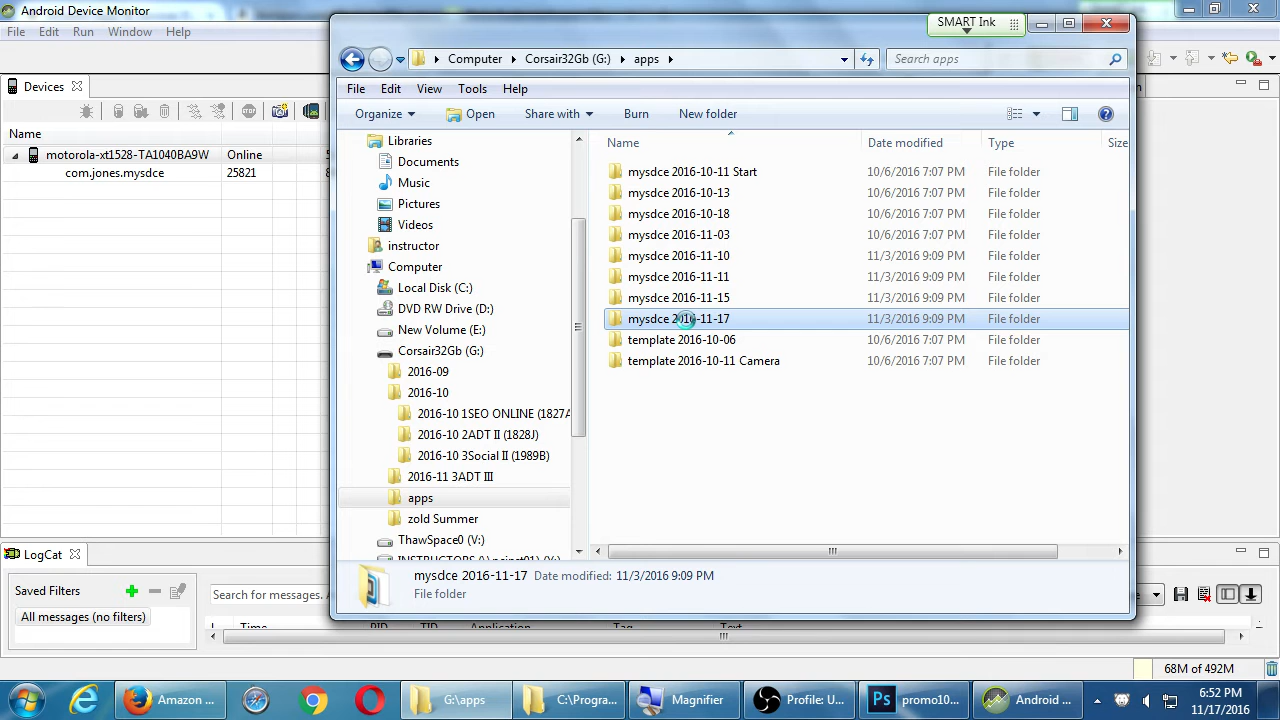 Android Device Monitor
SMART Ink
File Edit Run Window Help
Computer Corsair32Gb (G:) apps
Search apps
File Edit View Tools Help
Devices
Organize Open Share with Burn New folder
Name
motorola-xt1528-TA1040BA9W Online
com.jones.mysdce 25821
Libraries
Documents
Music
Pictures
Videos
instructor
Computer
Local Disk (C:)
DVD RW Drive (D:)
New Volume (E:)
Corsair32Gb (G:)
2016-09
2016-10
2016-10 1SEO ONLINE (1827A
2016-10 2ADT II (1828J)
2016-10 3Social II (1989B)
2016-11 3ADT III
apps
zold Summer
ThawSpace0 (V:)
Name Date modified Type Size
mysdce 2016-10-11 Start 10/6/2016 7:07 PM File folder
mysdce 2016-10-13 10/6/2016 7:07 PM File folder
mysdce 2016-10-18 10/6/2016 7:07 PM File folder
mysdce 2016-11-03 10/6/2016 7:07 PM File folder
mysdce 2016-11-10 11/3/2016 9:09 PM File folder
mysdce 2016-11-11 11/3/2016 9:09 PM File folder
mysdce 2016-11-15 11/3/2016 9:09 PM File folder
mysdce 2016-11-17 11/3/2016 9:09 PM File folder
template 2016-10-06 10/6/2016 7:07 PM File folder
template 2016-10-11 Camera 10/6/2016 7:07 PM File folder
mysdce 2016-11-17 Date modified: 11/3/2016 9:09 PM
File folder
LogCat
Saved Filters
All messages (no filters)
Search for messages. A
L Time PID TID Application Tag Text
68M of 492M
Amazon ...
G:\apps
C:\Progra...
Magnifier
Profile: U...
promo10...
Android ...
6:52 PM
11/17/2016